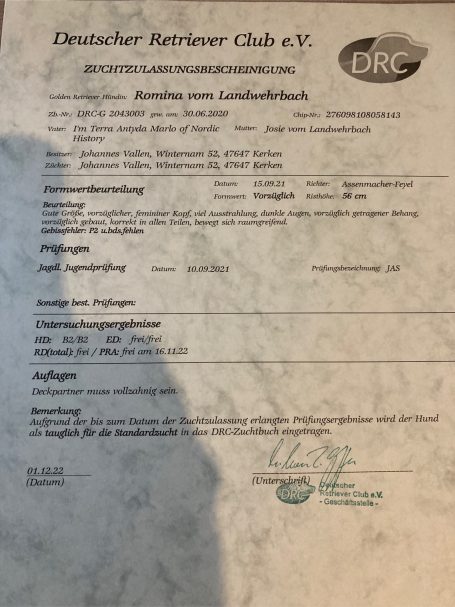 Deutscher Retriever Club e.V.
DRC
ZUCHTZULASSUNGSBESCHEINIGUNG
Golden Retriever Hündin: Romina vom Landwehrbach
Zb.-Nr.: DRC-G 2043003 gew. am: 30.06.2020 Chip-Nr.: 276098108058143
Vater: I'm Terra Antyda Marlo of Nordic History Mutter: Josie vom Landwehrbach
Besitzer: Johannes Vallen, Winternam 52, 47647 Kerken
Züchter: Johannes Vallen, Winternam 52, 47647 Kerken
Formwertbeurteilung Datum: 15.09.21 Richter: Assenmacher-Feyel
Formwert: Vorzüglich Risthöhe: 56 cm
Beurteilung:
Gute Größe, vorzüglicher, femininer Kopf, viel Ausstrahlung, dunkle Augen, vorzüglich getragener Behang,
vorzüglich gebaut, korrekt in allen Teilen, bewegt sich raumgreifend.
Gebissfehler: P2 u.bds.fehlen
Prüfungen
Jagdl. Jugendprüfung Datum: 10.09.2021 Prüfungsbezeichnung: JAS
Sonstige best. Prüfungen:
Untersuchungsergebnisse
HD: B2/B2 ED: frei/frei
RD(total): frei / PRA: frei am 16.11.22
Auflagen
Deckpartner muss vollzahnig sein.
Bemerkung:
Aufgrund der bis zum Datum der Zuchtzulassung erlangten Prüfungsergebnisse wird der Hund
als tauglich für die Standardzucht in das DRC-Zuchtbuch eingetragen.
01.12.22
(Datum) (Unterschrift)
DRC
Deutscher
Retriever Club e.V.
- Geschäftsstelle -